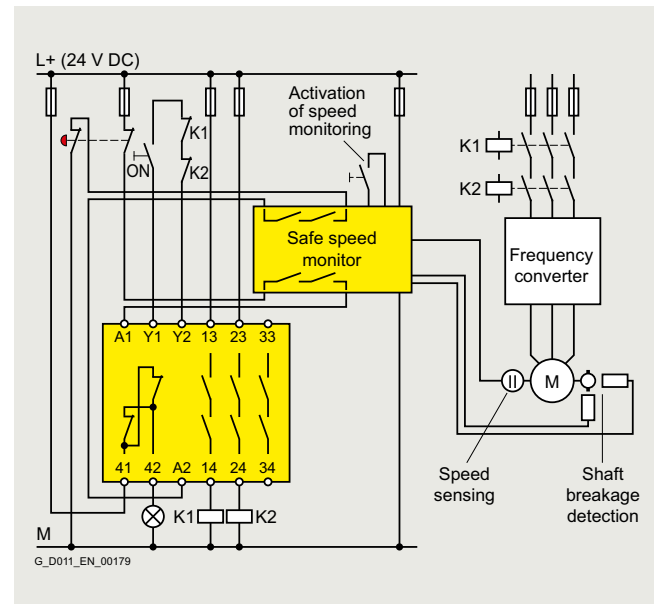 L+ (24 V DC)
Activation
of speed
monitoring
K1
K2
ON
K1
K2
Safe speed
monitor
Frequency
converter
A1 Y1 Y2 13 23 33
M
41 42 A2 14 24 34
K1 K2
Speed
sensing
Shaft
breakage
detection
M
G_D011_EN_00179